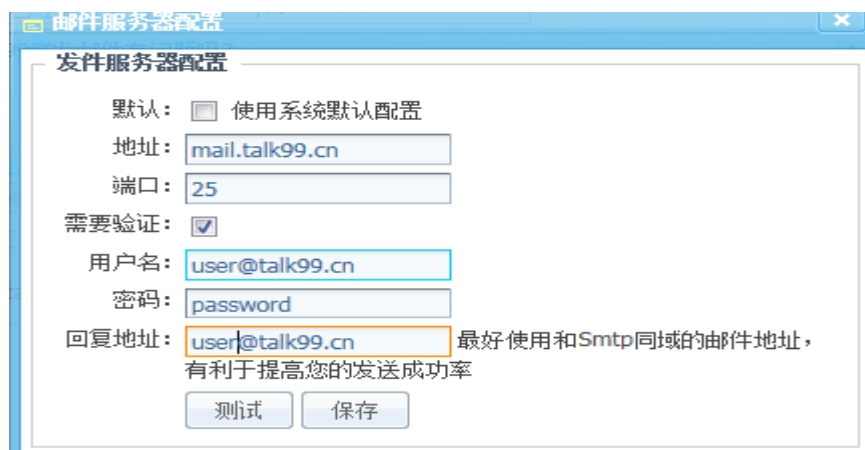 邮件服务器配置
发件服务器配置
默认： 使用系统默认配置
地址： mail.talk99.cn
端口： 25
需要验证：
用户名： user@talk99.cn
密码： password
回复地址： user@talk99.cn 最好使用和Smtp同域的邮件地址，
有利于提高您的发送成功率
测试 保存